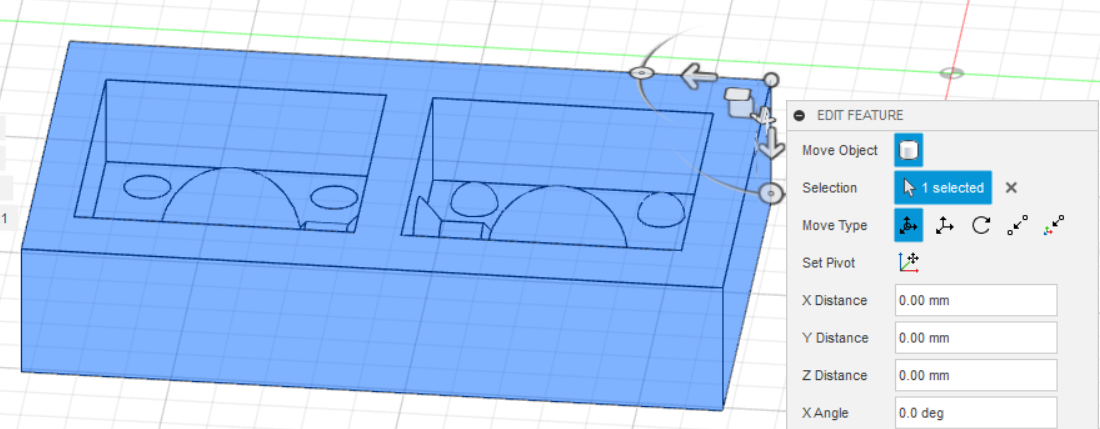 EDIT FEATURE
Move Object
Selection 1 selected
Move Type
Set Pivot
X Distance 0.00 mm
Y Distance 0.00 mm
Z Distance 0.00 mm
X Angle 0.0 deg
1